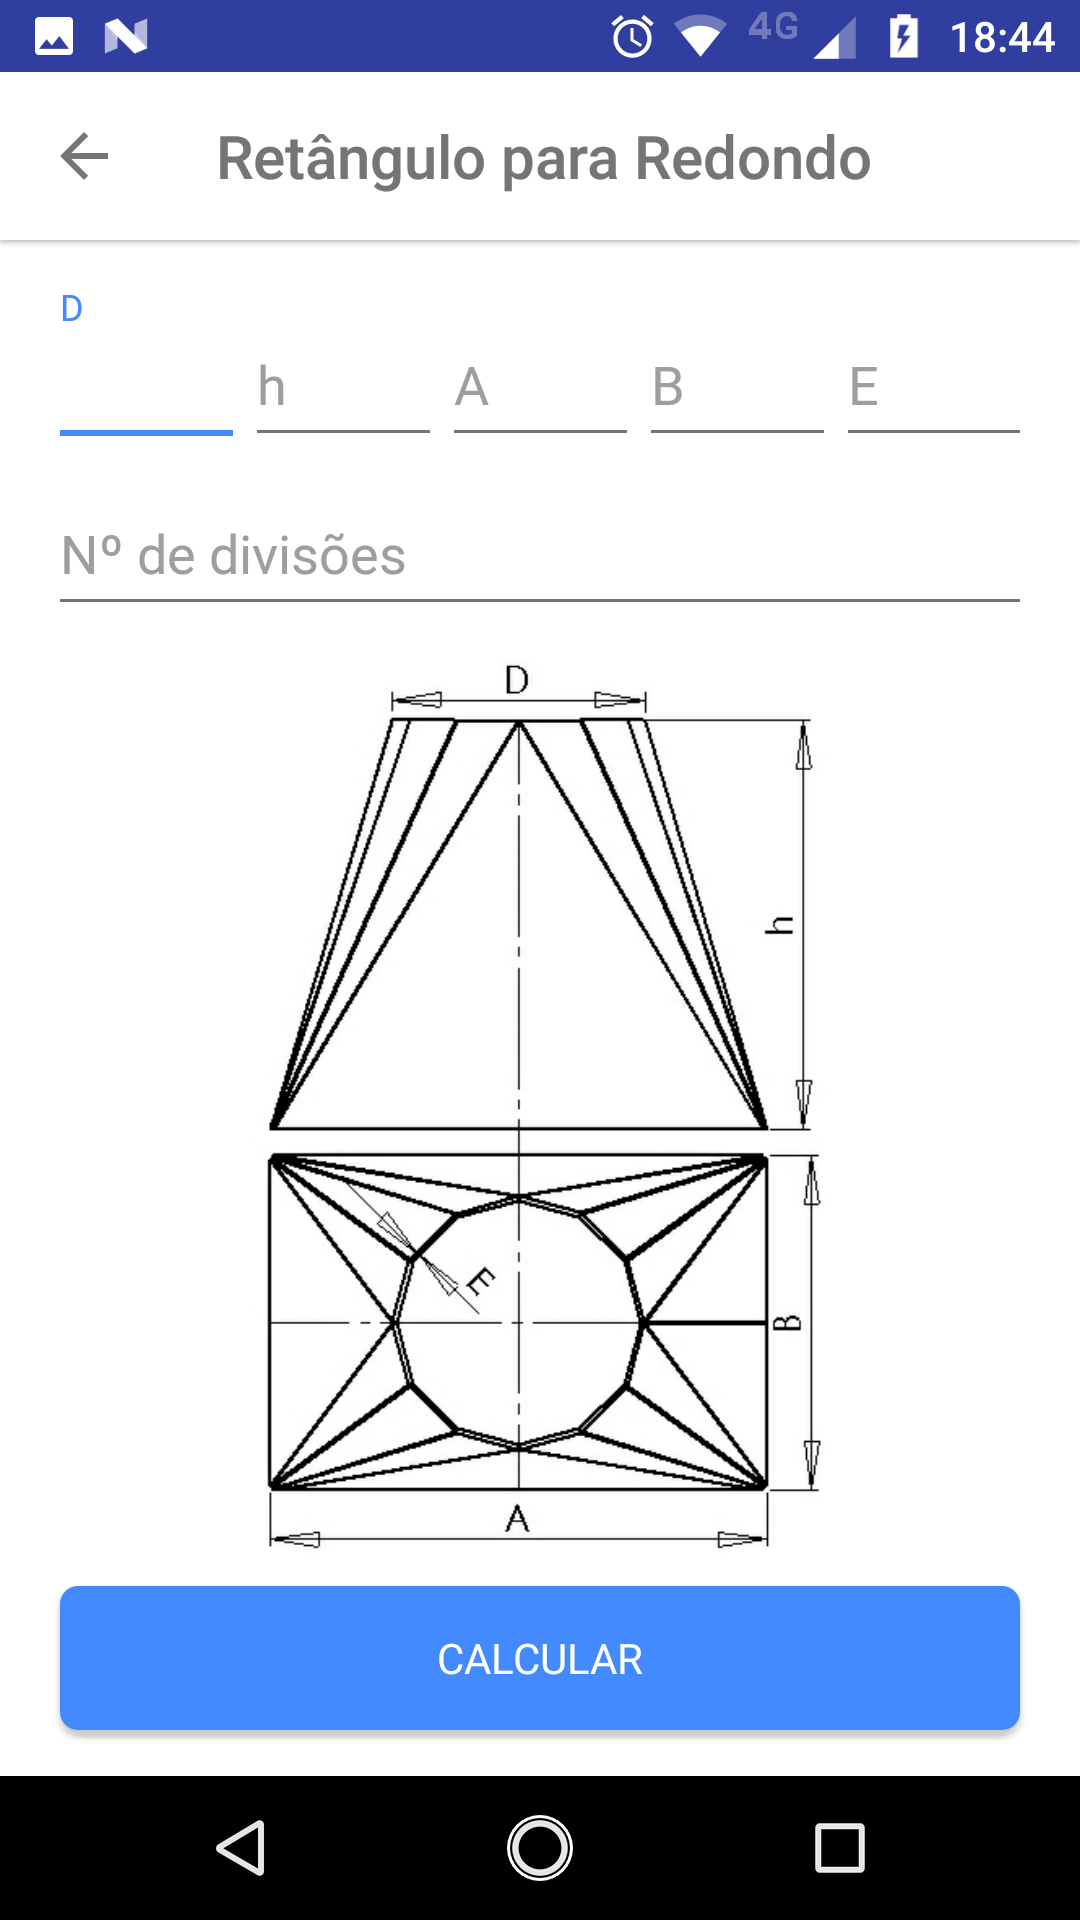 4G 18:44
Retângulo para Redondo
D
h A B E
Nº de divisões
D
h
E
B
A
CALCULAR